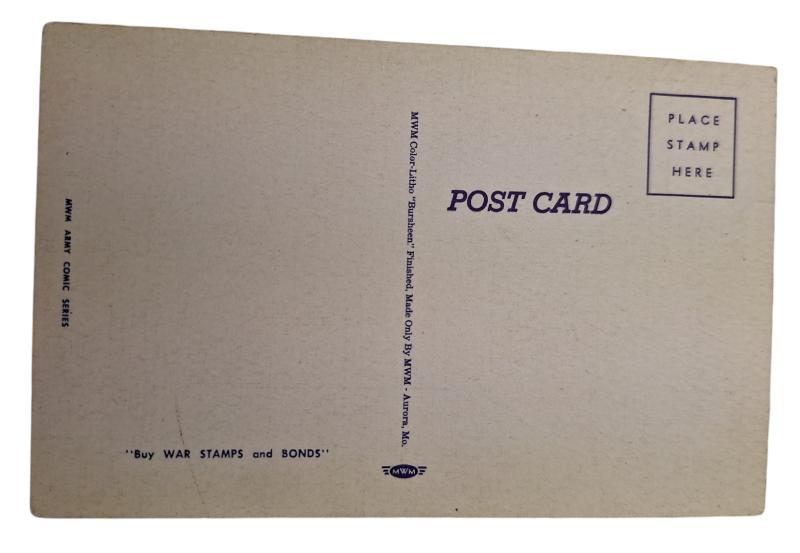 MWM ARMY COMIC SERIES
"Buy WAR STAMPS and BONDS"
MWM Color-Litho "Bursheen" Finished, Made Only By MWM - Aurora, Mo.
MWM
POST CARD
PLACE
STAMP
HERE